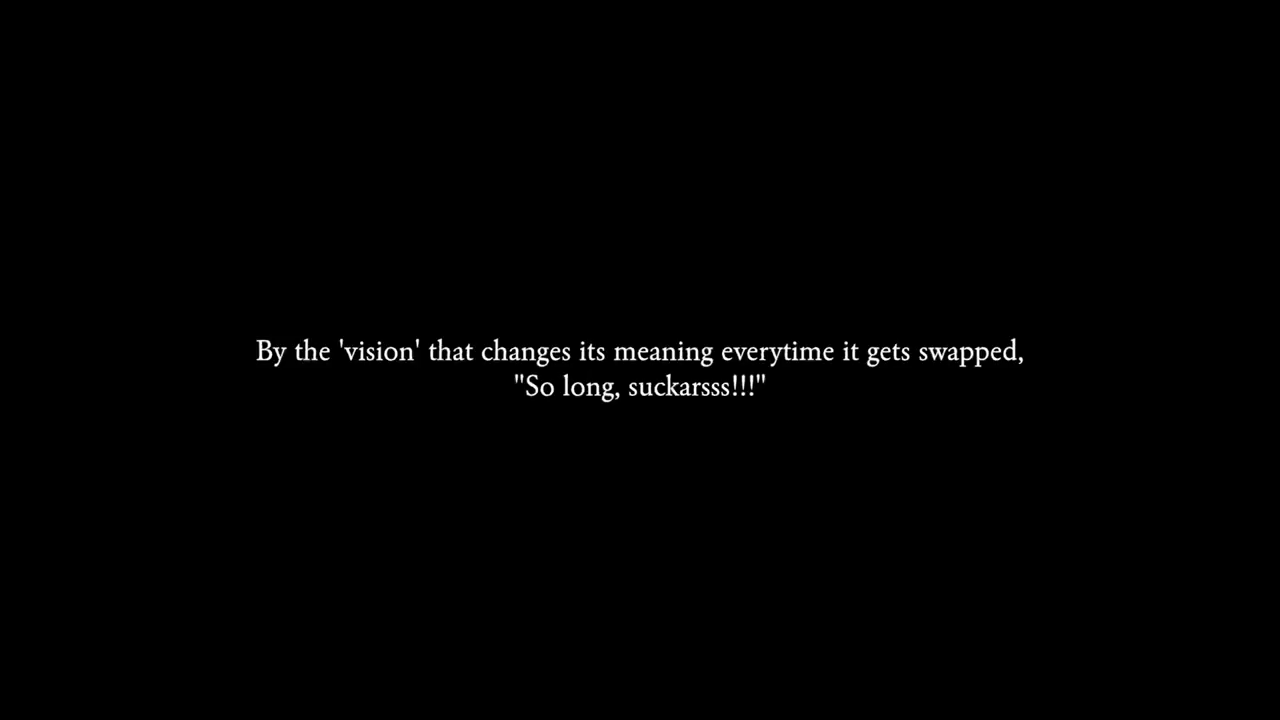 By the 'vision' that changes its meaning everytime it gets swapped,
"So long, suckarsss!!!"